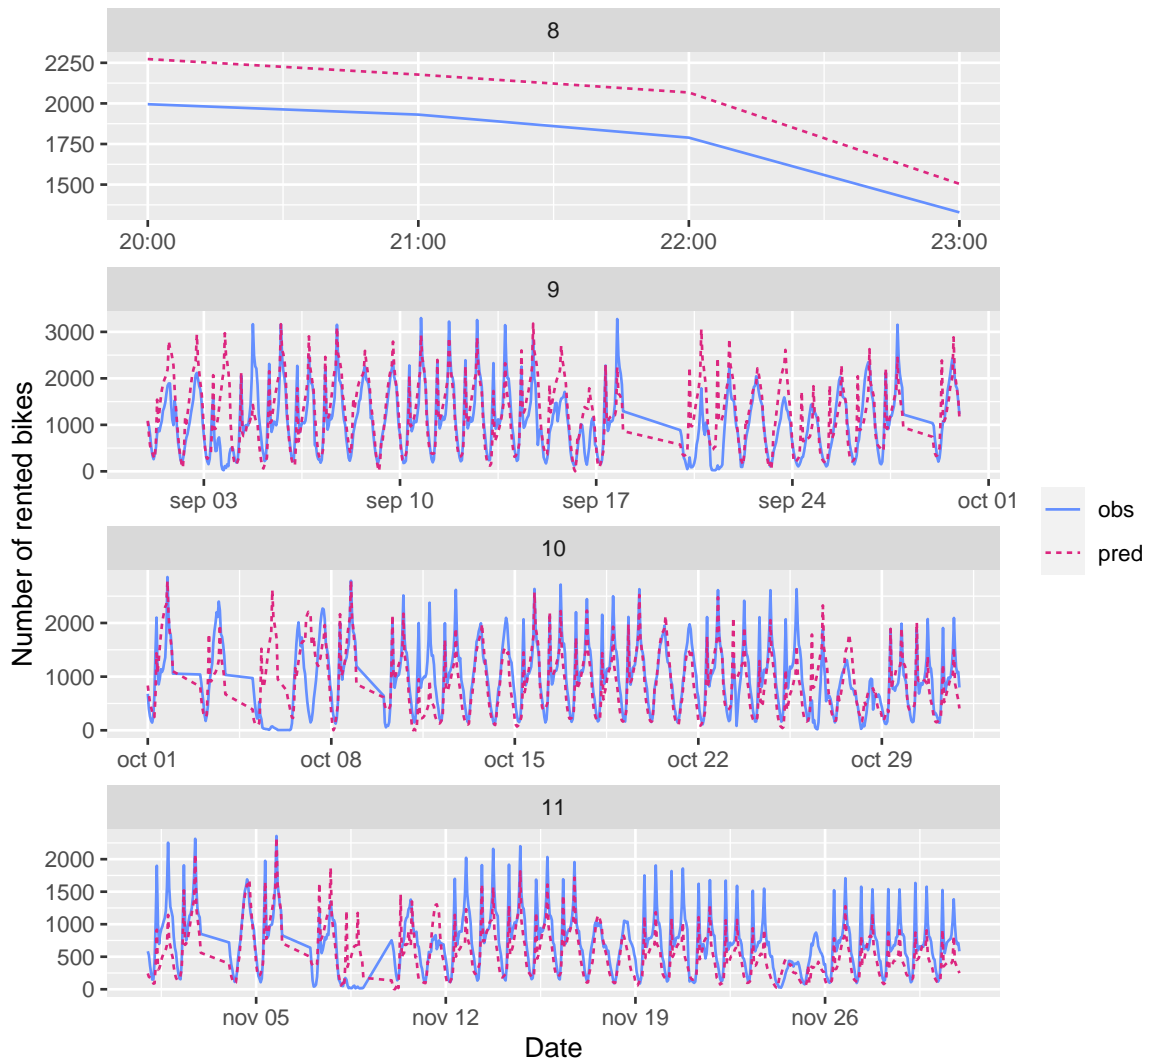 8
2250
2000
1750
1500
20:00 21:00 22:00 23:00
9
3000
2000
1000
0
sep 03 sep 10 sep 17 sep 24 oct 01
10
2000
1000
0
oct 01 oct 08 oct 15 oct 22 oct 29
11
2000
1500
1000
500
0
nov 05 nov 12 nov 19 nov 26
Date
Number of rented bikes
obs
pred